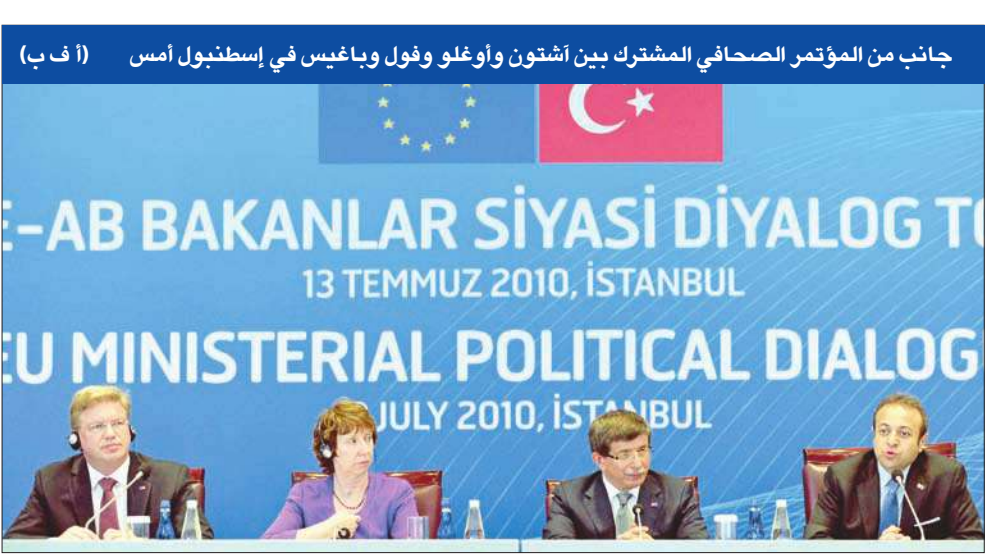 جانب من المؤتمر الصحافي المشترك بين آشتون وأوغلو وفول وباغيس في إسطنبول أمس (أ ف ب)
E-AB BAKANLAR SİYASİ DİYALOG TO
13 TEMMUZ 2010, İSTANBUL
EU MINISTERIAL POLITICAL DIALOG
JULY 2010, İSTANBUL